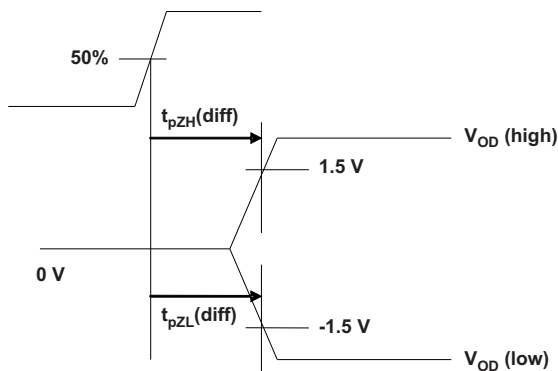 50%
tpZH(diff)
VOD (high)
1.5 V
0 V
tpZL(diff)
-1.5 V
VOD (low)